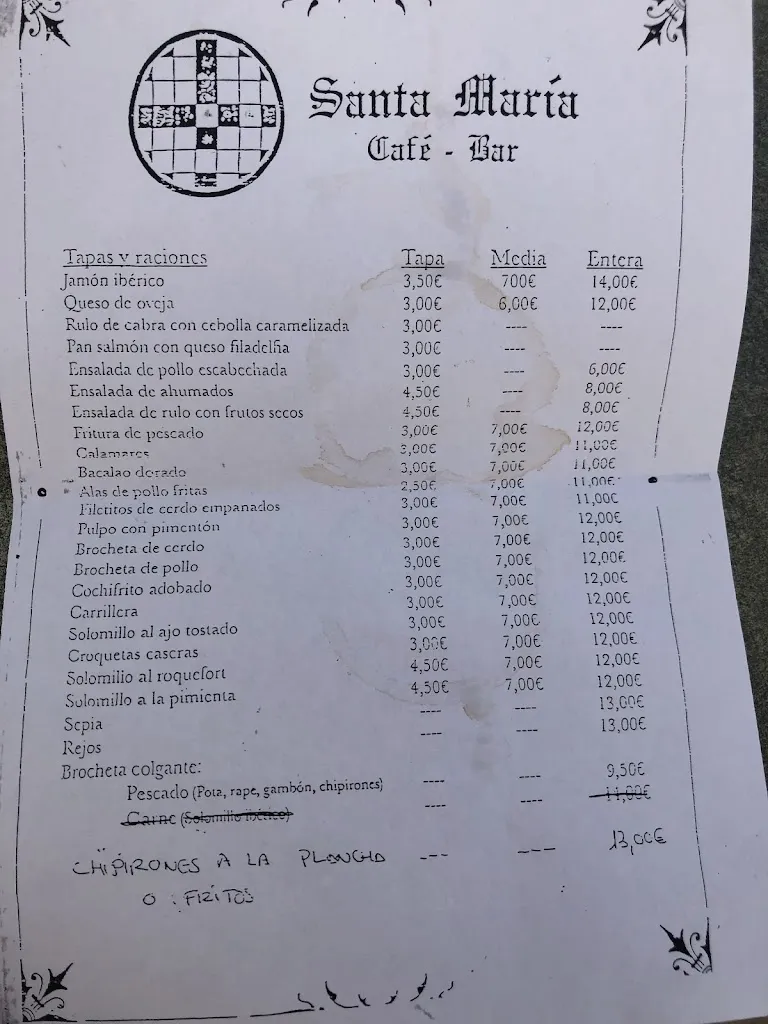 Santa María
Café - Bar
Tapas y raciones Tapa Media Entera
Jamón ibérico 3,50€ 700€ 14,00€
Queso de oveja 3,00€ 6,00€ 12,00€
Rulo de cabra con cebolla caramelizada 3,00€ ---- ----
Pan salmón con queso filadelfia 3,00€ ---- ----
Ensalada de pollo escabechada 3,00€ ---- 6,00€
Ensalada de ahumados 4,50€ ---- 8,00€
Ensalada de rulo con frutos secos 4,50€ ---- 8,00€
Fritura de pescado 3,00€ 7,00€ 12,00€
Calamares 3,00€ 7,00€ 11,00€
Bacalao dorado 3,00€ 7,00€ 11,00€
Alas de pollo fritas 2,50€ 7,00€ 11,00€
Filetitos de cerdo empanados 3,00€ 7,00€ 11,00€
Pulpo con pimentón 3,00€ 7,00€ 12,00€
Brocheta de cerdo 3,00€ 7,00€ 12,00€
Brocheta de pollo 3,00€ 7,00€ 12,00€
Cochifrito adobado 3,00€ 7,00€ 12,00€
Carrillera 3,00€ 7,00€ 12,00€
Solomillo al ajo tostado 3,00€ 7,00€ 12,00€
Croquetas caseras 3,00€ 7,00€ 12,00€
Solomillo al roquefort 4,50€ 7,00€ 12,00€
Solomillo a la pimienta 4,50€ 7,00€ 12,00€
Sepia ---- ---- 13,00€
Rejos ---- ---- 13,00€
Brocheta colgante:
Pescado (Pota, rape, gambón, chipirones) ---- ---- 9,50€
Carne (Solomillo ibérico) ---- ---- 11,00€
CHIPIRONES A LA PLANCHA --- --- 13,00€
O FRITOS